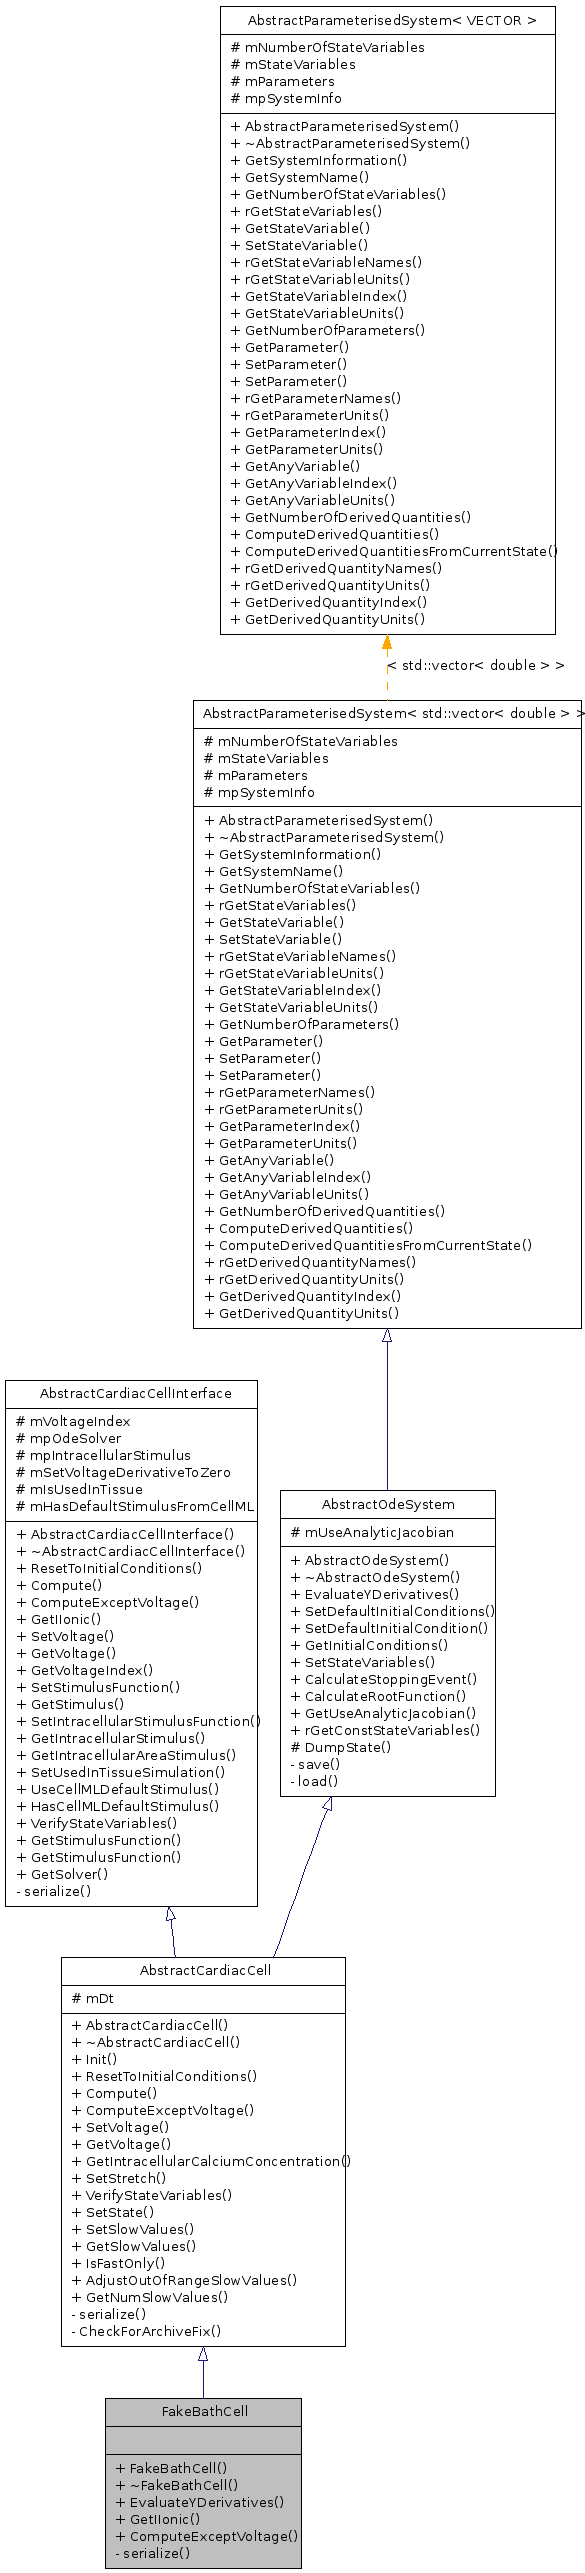 AbstractParameterisedSystem< VECTOR >
# mNumberOfStateVariables
# mStateVariables
# mParameters
# mpSystemInfo
+ AbstractParameterisedSystem()
+ ~AbstractParameterisedSystem()
+ GetSystemInformation()
+ GetSystemName()
+ GetNumberOfStateVariables()
+ rGetStateVariables()
+ GetStateVariable()
+ SetStateVariable()
+ rGetStateVariableNames()
+ rGetStateVariableUnits()
+ GetStateVariableIndex()
+ GetStateVariableUnits()
+ GetNumberOfParameters()
+ GetParameter()
+ SetParameter()
+ SetParameter()
+ rGetParameterNames()
+ rGetParameterUnits()
+ GetParameterIndex()
+ GetParameterUnits()
+ GetAnyVariable()
+ GetAnyVariableIndex()
+ GetAnyVariableUnits()
+ GetNumberOfDerivedQuantities()
+ ComputeDerivedQuantities()
+ ComputeDerivedQuantitiesFromCurrentState()
+ rGetDerivedQuantityNames()
+ rGetDerivedQuantityUnits()
+ GetDerivedQuantityIndex()
+ GetDerivedQuantityUnits()
< std::vector< double > >
AbstractParameterisedSystem< std::vector< double > >
# mNumberOfStateVariables
# mStateVariables
# mParameters
# mpSystemInfo
+ AbstractParameterisedSystem()
+ ~AbstractParameterisedSystem()
+ GetSystemInformation()
+ GetSystemName()
+ GetNumberOfStateVariables()
+ rGetStateVariables()
+ GetStateVariable()
+ SetStateVariable()
+ rGetStateVariableNames()
+ rGetStateVariableUnits()
+ GetStateVariableIndex()
+ GetStateVariableUnits()
+ GetNumberOfParameters()
+ GetParameter()
+ SetParameter()
+ SetParameter()
+ rGetParameterNames()
+ rGetParameterUnits()
+ GetParameterIndex()
+ GetParameterUnits()
+ GetAnyVariable()
+ GetAnyVariableIndex()
+ GetAnyVariableUnits()
+ GetNumberOfDerivedQuantities()
+ ComputeDerivedQuantities()
+ ComputeDerivedQuantitiesFromCurrentState()
+ rGetDerivedQuantityNames()
+ rGetDerivedQuantityUnits()
+ GetDerivedQuantityIndex()
+ GetDerivedQuantityUnits()
AbstractCardiacCellInterface
# mVoltageIndex
# mpOdeSolver
# mpIntracellularStimulus
# mSetVoltageDerivativeToZero
# mIsUsedInTissue
# mHasDefaultStimulusFromCellML
+ AbstractCardiacCellInterface()
+ ~AbstractCardiacCellInterface()
+ ResetToInitialConditions()
+ Compute()
+ ComputeExceptVoltage()
+ GetIIonic()
+ SetVoltage()
+ GetVoltage()
+ GetVoltageIndex()
+ SetStimulusFunction()
+ GetStimulus()
+ SetIntracellularStimulusFunction()
+ GetIntracellularStimulus()
+ GetIntracellularAreaStimulus()
+ SetUsedInTissueSimulation()
+ UseCellMLDefaultStimulus()
+ HasCellMLDefaultStimulus()
+ VerifyStateVariables()
+ GetStimulusFunction()
+ GetStimulusFunction()
+ GetSolver()
- serialize()
AbstractOdeSystem
# mUseAnalyticJacobian
+ AbstractOdeSystem()
+ ~AbstractOdeSystem()
+ EvaluateYDerivatives()
+ SetDefaultInitialConditions()
+ SetDefaultInitialCondition()
+ GetInitialConditions()
+ SetStateVariables()
+ CalculateStoppingEvent()
+ CalculateRootFunction()
+ GetUseAnalyticJacobian()
+ rGetConstStateVariables()
# DumpState()
- save()
- load()
AbstractCardiacCell
# mDt
+ AbstractCardiacCell()
+ ~AbstractCardiacCell()
+ Init()
+ ResetToInitialConditions()
+ Compute()
+ ComputeExceptVoltage()
+ SetVoltage()
+ GetVoltage()
+ GetIntracellularCalciumConcentration()
+ SetStretch()
+ VerifyStateVariables()
+ SetState()
+ SetSlowValues()
+ GetSlowValues()
+ IsFastOnly()
+ AdjustOutOfRangeSlowValues()
+ GetNumSlowValues()
- serialize()
- CheckForArchiveFix()
FakeBathCell
+ FakeBathCell()
+ ~FakeBathCell()
+ EvaluateYDerivatives()
+ GetIIonic()
+ ComputeExceptVoltage()
- serialize()